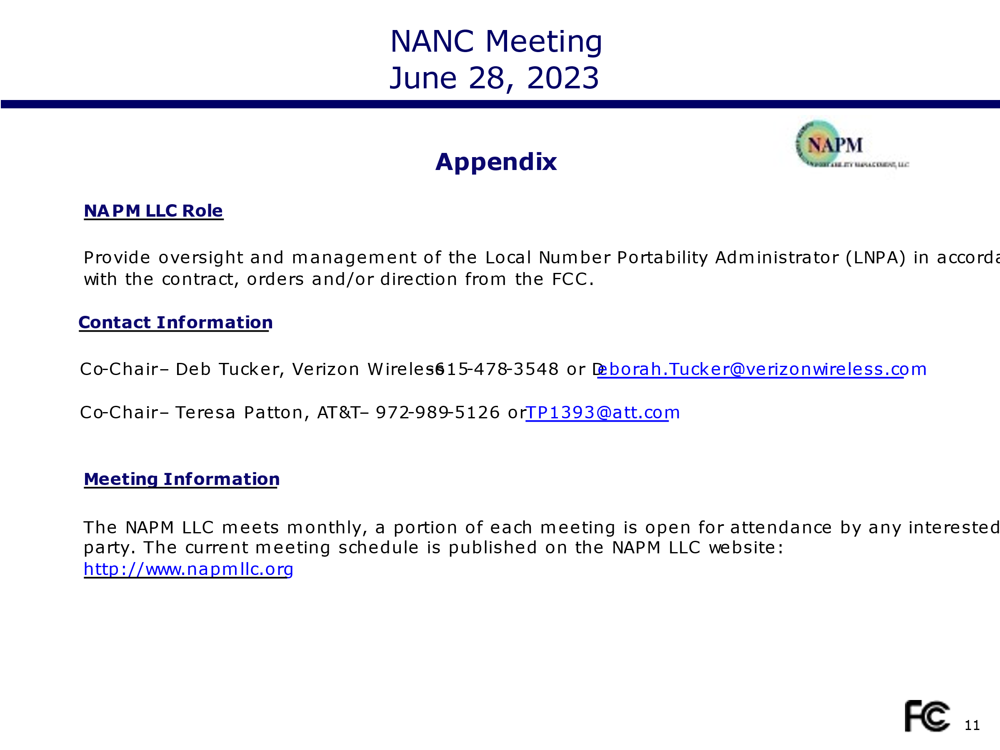 NANC Meeting
June 28, 2023
NAPM
PORTABILITY MANAGEMENT, LLC
Appendix
NAPM LLC Role
Provide oversight and management of the Local Number Portability Administrator (LNPA) in accorda
with the contract, orders and/or direction from the FCC.
Contact Information
Co-Chair – Deb Tucker, Verizon Wireless -615-478-3548 or Deborah.Tucker@verizonwireless.com
Co-Chair – Teresa Patton, AT&T – 972-989-5126 or TP1393@att.com
Meeting Information
The NAPM LLC meets monthly, a portion of each meeting is open for attendance by any interested
party. The current meeting schedule is published on the NAPM LLC website:
http://www.napmllc.org
FCC
11